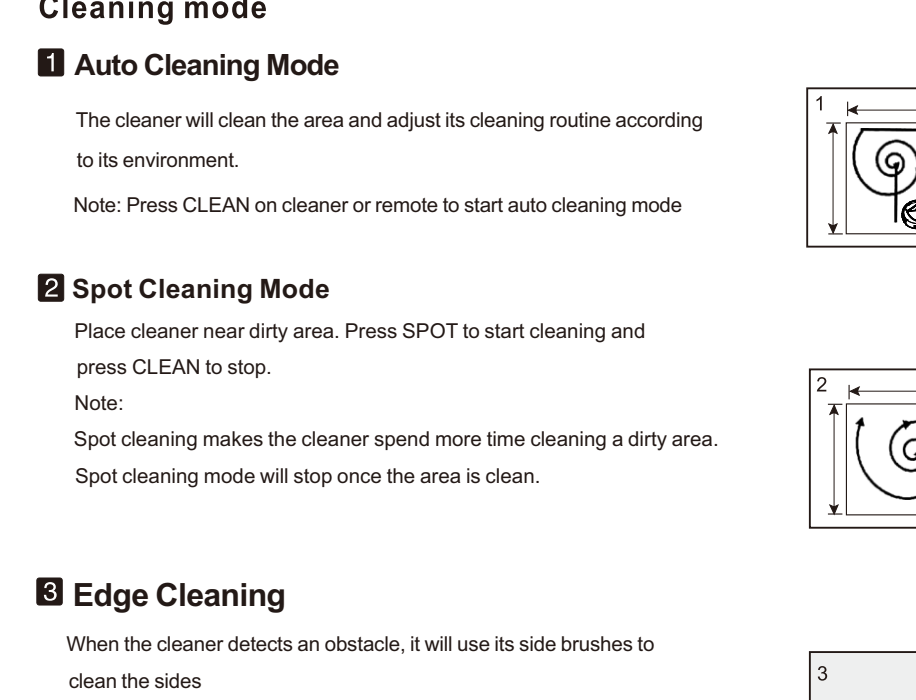 Cleaning mode
1 Auto Cleaning Mode
The cleaner will clean the area and adjust its cleaning routine according
to its environment.
Note: Press CLEAN on cleaner or remote to start auto cleaning mode
1
2 Spot Cleaning Mode
Place cleaner near dirty area. Press SPOT to start cleaning and
press CLEAN to stop.
Note:
Spot cleaning makes the cleaner spend more time cleaning a dirty area.
Spot cleaning mode will stop once the area is clean.
2
3 Edge Cleaning
When the cleaner detects an obstacle, it will use its side brushes to
clean the sides
3